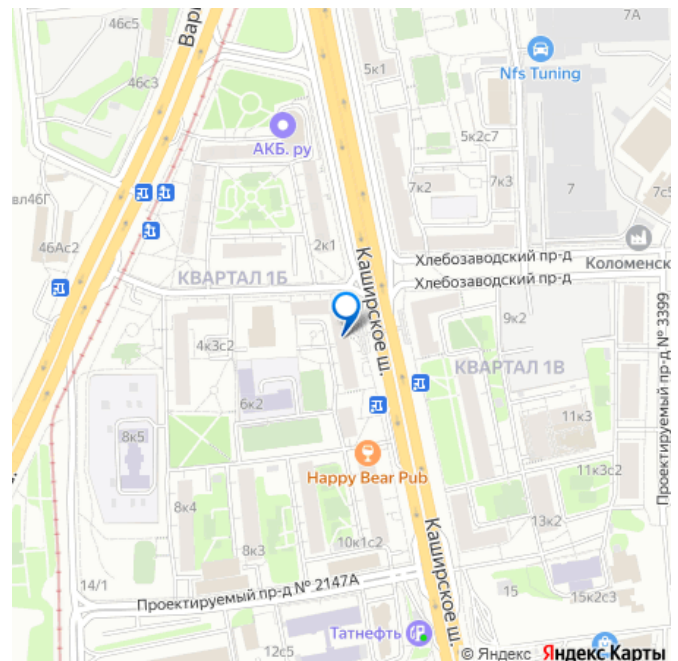 46с5
7А
Вар
46с3
Nfs Tuning
5к1
АКБ. ру
5к2с7
7к2
7к3
7
7с5
вл46Г
46Ас2
2к1
Хлебозаводский пр-д
Коломенск
КВАРТАЛ 1Б
Хлебозаводский пр-д
Каширское ш.
9к2
4к3с2
КВАРТАЛ 1В
Проектируемый пр-д № 3399
6к2
11к3
8к5
Happy Bear Pub
11к3с2
8к4
Каширское ш.
13к2
8к3
10к1с2
14/1
Проектируемый пр-д № 2147А
15
15к2с3
Татнефть
12с5
© Яндекс Яндекс Карты